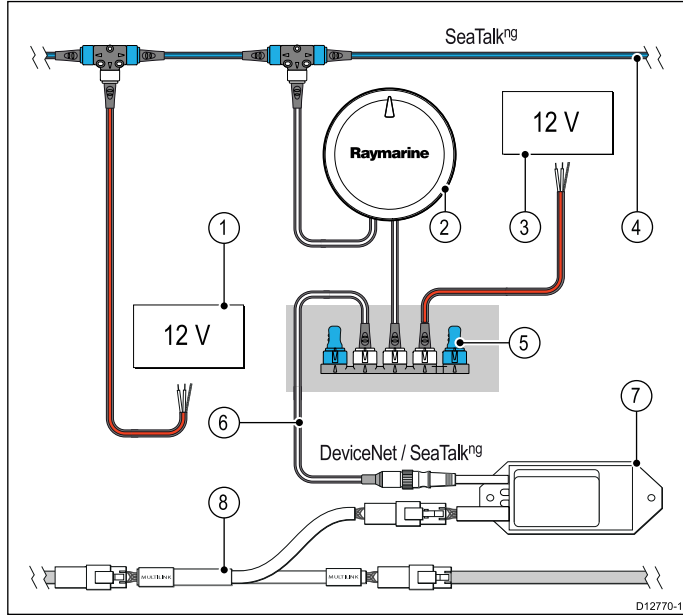 SeaTalkng
12 V
Raymarine
3
4
2
1
12 V
5
6
7
DeviceNet / SeaTalkng
8
MULTILINK
MULTILINK
D12770-1